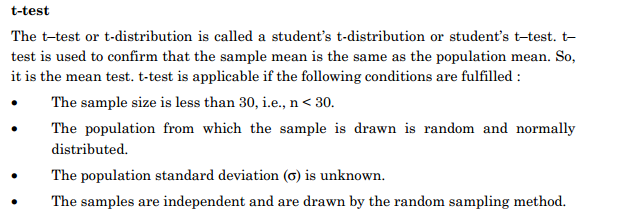 t-test
The t–test or t-distribution is called a student's t-distribution or student's t–test. t–
test is used to confirm that the sample mean is the same as the population mean. So,
it is the mean test. t-test is applicable if the following conditions are fulfilled :
• The sample size is less than 30, i.e., n < 30.
• The population from which the sample is drawn is random and normally
distributed.
• The population standard deviation (σ) is unknown.
• The samples are independent and are drawn by the random sampling method.